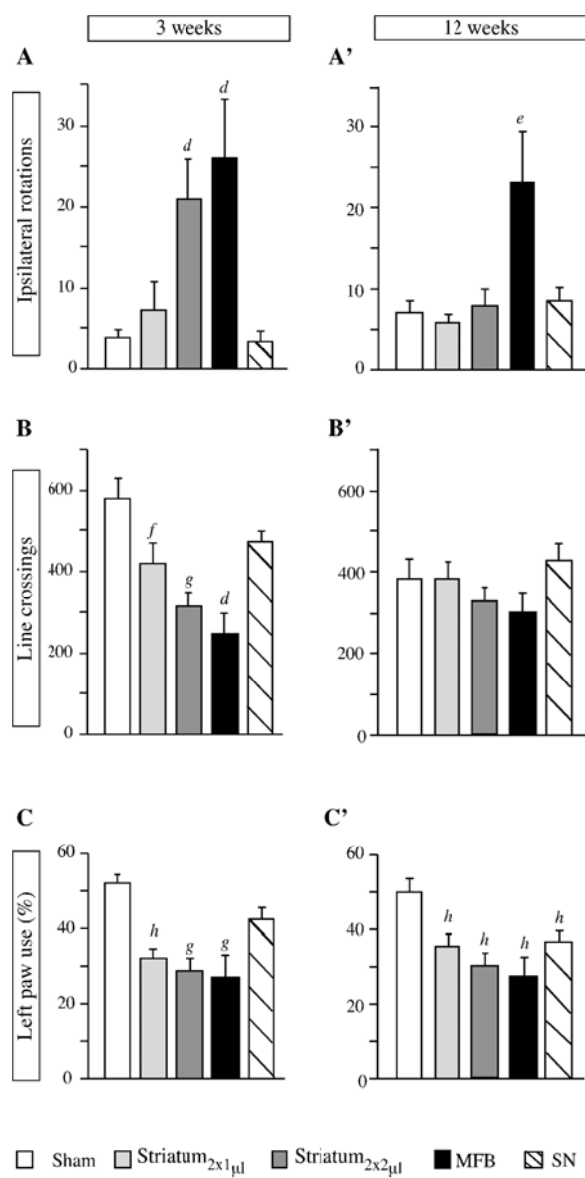 3 weeks
12 weeks
A
A'
Ipsilateral rotations
30
20
10
0
d
d
30
20
10
0
e
B
B'
Line crossings
600
400
200
0
f
g
d
600
400
200
0
C
C'
Left paw use (%)
60
40
20
0
h
g
g
60
40
20
0
h
h
h
h
Sham Striatum2x1μl Striatum2x2μl MFB SN